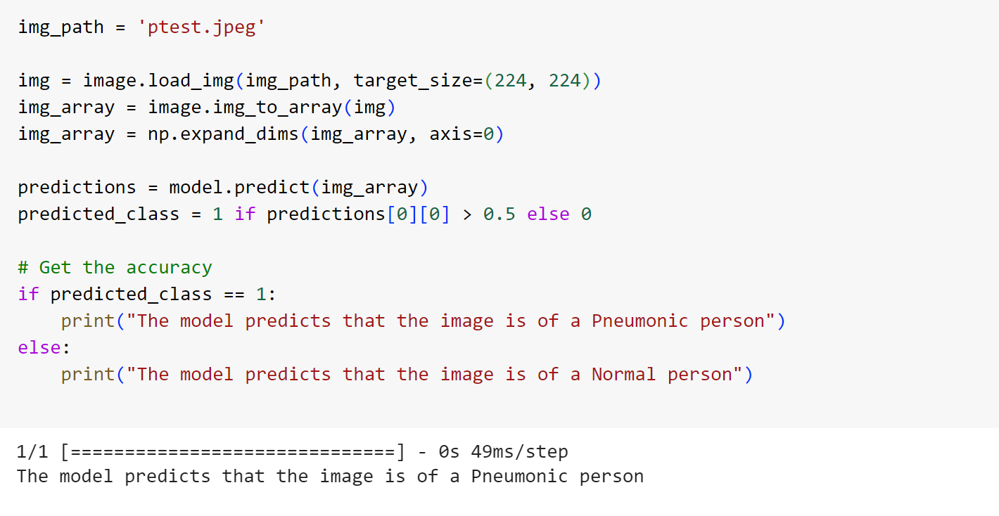 img_path = 'ptest.jpeg'
img = image.load_img(img_path, target_size=(224, 224))
img_array = image.img_to_array(img)
img_array = np.expand_dims(img_array, axis=0)
predictions = model.predict(img_array)
predicted_class = 1 if predictions[0][0] > 0.5 else 0
# Get the accuracy
if predicted_class == 1:
    print("The model predicts that the image is of a Pneumonic person")
else:
    print("The model predicts that the image is of a Normal person")
1/1 [==============================] - 0s 49ms/step
The model predicts that the image is of a Pneumonic person